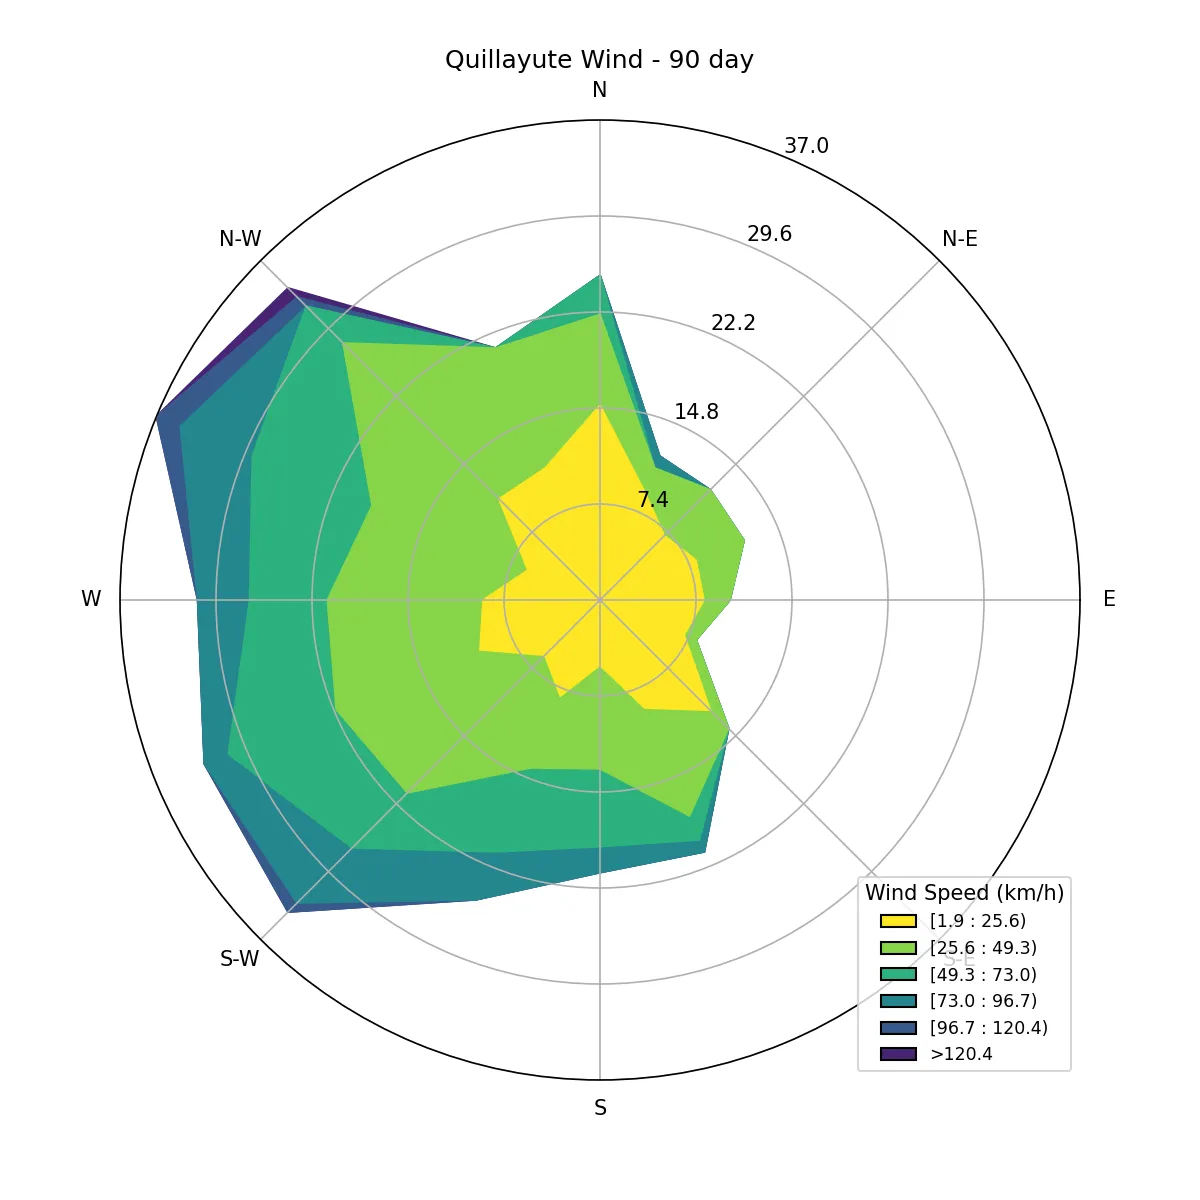 Quillayute Wind - 90 day
N
37.0
N-W
29.6
N-E
22.2
14.8
7.4
W
E
S-W
S-E
S
Wind Speed (km/h)
[1.9 : 25.6)
[25.6 : 49.3)
[49.3 : 73.0)
[73.0 : 96.7)
[96.7 : 120.4)
>120.4